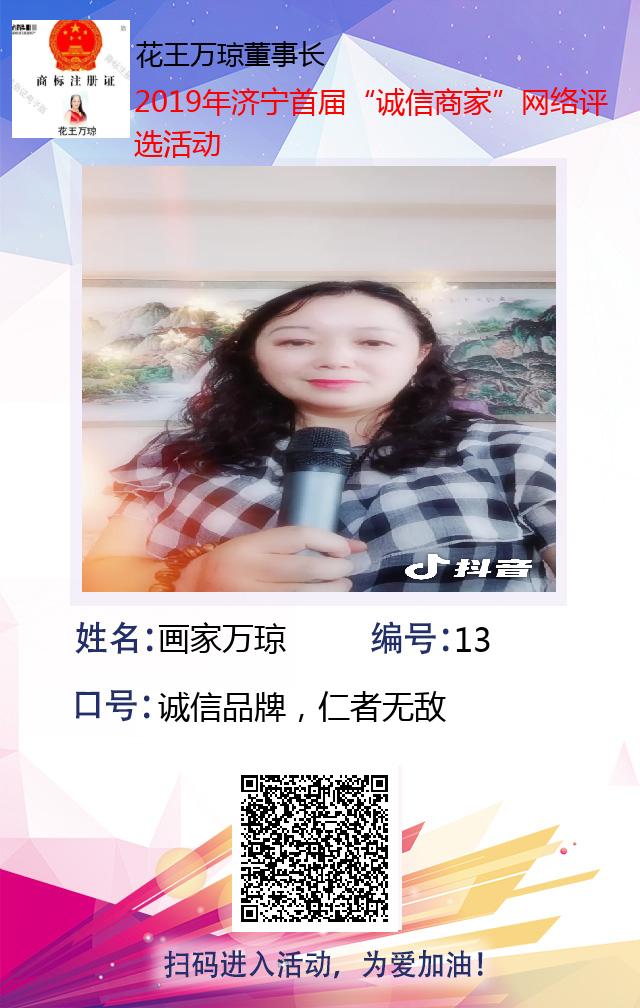 商标注册证
花王万琼
花王万琼董事长
2019年济宁首届“诚信商家”网络评
选活动
抖音
姓名:画家万琼 编号:13
口号:诚信品牌，仁者无敌
扫码进入活动，为爱加油!